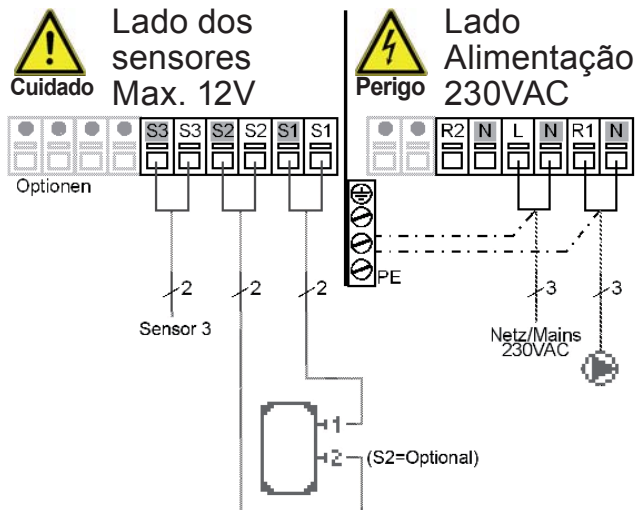 Lado dos
sensores
Max. 12V
Cuidado
Lado
Alimentação
230VAC
Perigo
S3 S3 S2 S2 S1 S1
R2 N L N R1 N
Optionen
PE
2 2 2
3 3
Sensor 3
Netz/Mains
230VAC
1
2 (S2=Optional)